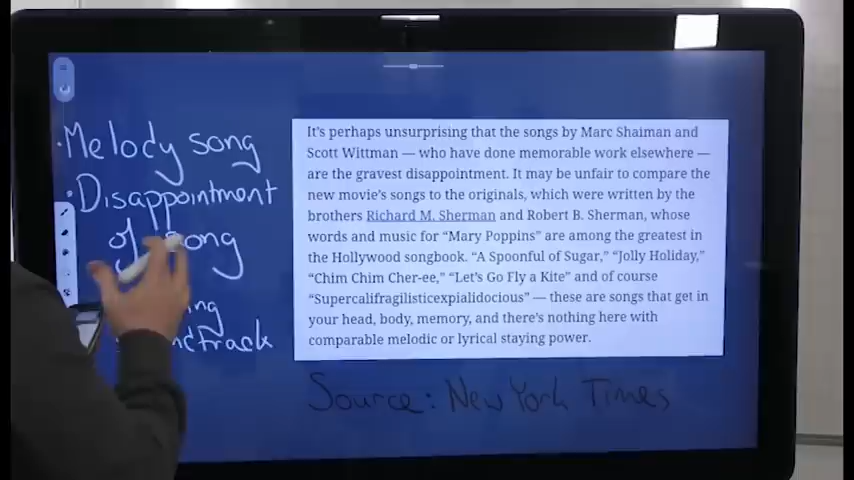 · Melody song
· Disappointment
of song
ing
ndtrack
It's perhaps unsurprising that the songs by Marc Shaiman and
Scott Wittman — who have done memorable work elsewhere —
are the gravest disappointment. It may be unfair to compare the
new movie's songs to the originals, which were written by the
brothers Richard M. Sherman and Robert B. Sherman, whose
words and music for “Mary Poppins” are among the greatest in
the Hollywood songbook. “A Spoonful of Sugar,” “Jolly Holiday,”
“Chim Chim Cher-ee,” “Let's Go Fly a Kite” and of course
“Supercalifragilisticexpialidocious” — these are songs that get in
your head, body, memory, and there's nothing here with
comparable melodic or lyrical staying power.
Source: New York Times